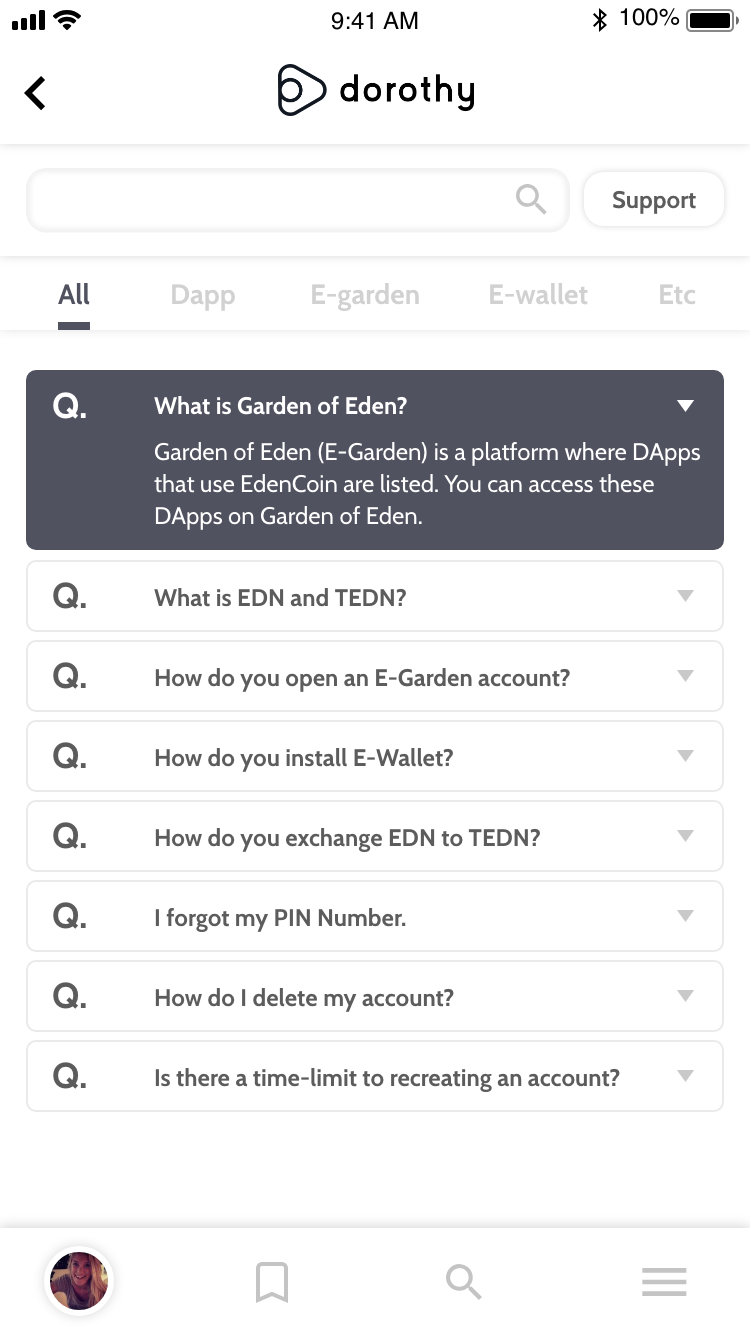 9:41 AM
100%
dorothy
Support
All Dapp E-garden E-wallet Etc
Q. What is Garden of Eden?
Garden of Eden (E-Garden) is a platform where DApps
that use EdenCoin are listed. You can access these
DApps on Garden of Eden.
Q. What is EDN and TEDN?
Q. How do you open an E-Garden account?
Q. How do you install E-Wallet?
Q. How do you exchange EDN to TEDN?
Q. I forgot my PIN Number.
Q. How do I delete my account?
Q. Is there a time-limit to recreating an account?